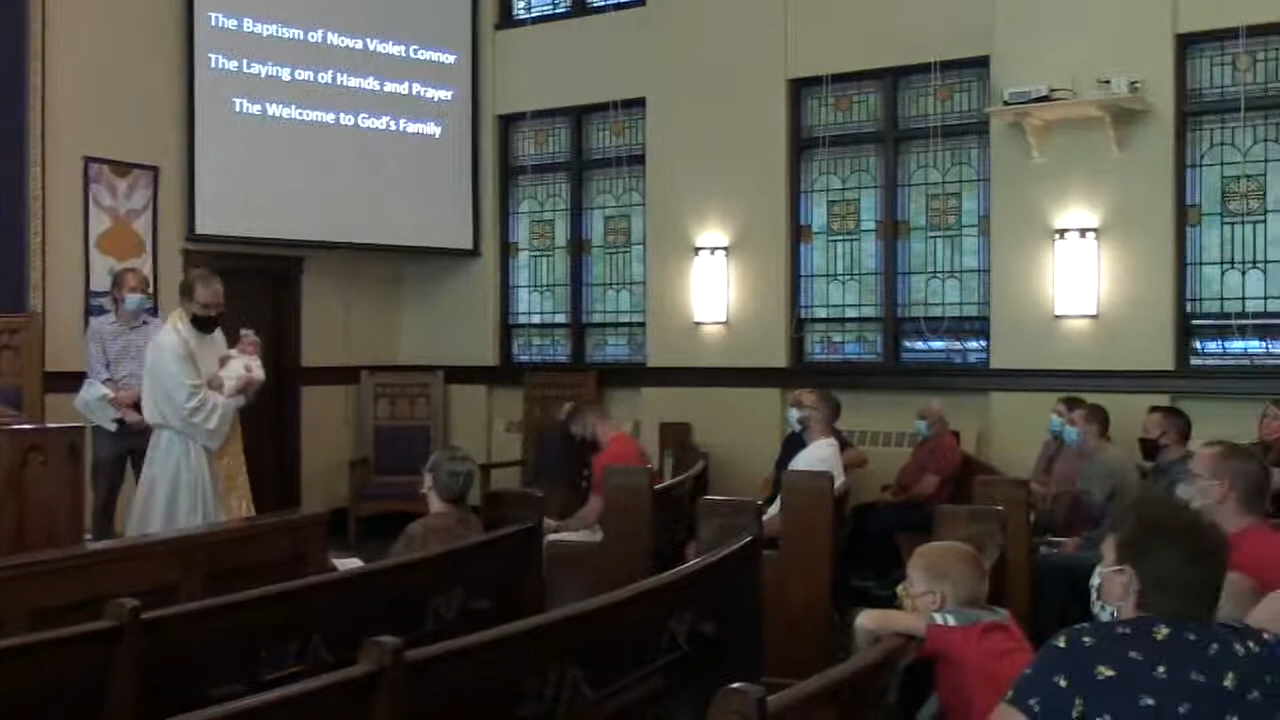 The Baptism of Nova Violet Connor
The Laying on of Hands and Prayer
The Welcome to God's Family